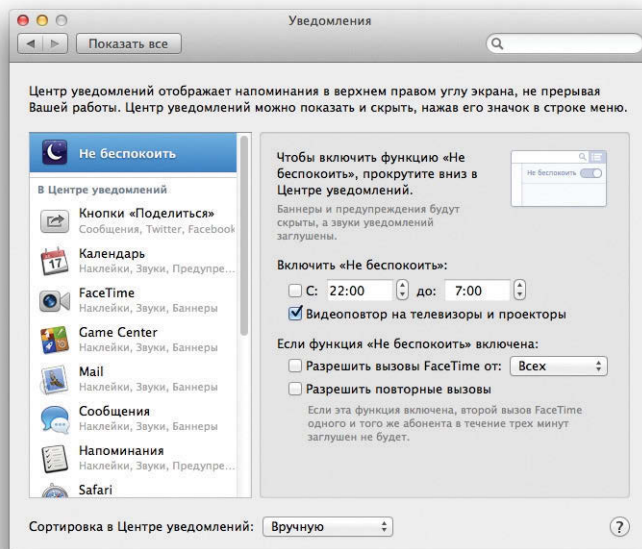 Уведомления
Показать все
Центр уведомлений отображает напоминания в верхнем правом углу экрана, не прерывая
Вашей работы. Центр уведомлений можно показать и скрыть, нажав его значок в строке меню.
Не беспокоить
В Центре уведомлений
Кнопки «Поделиться»
Сообщения, Twitter, Facebook
Календарь
Наклейки, Звуки, Предупре...
17
FaceTime
Наклейки, Звуки, Баннеры
Game Center
Наклейки, Звуки, Баннеры
Mail
Наклейки, Звуки, Баннеры
Сообщения
Наклейки, Звуки, Баннеры
Напоминания
Наклейки, Звуки, Предупре...
Safari
Чтобы включить функцию «Не
беспокоить», прокрутите вниз в
Центре уведомлений.
Не беспокоить
Баннеры и предупреждения будут
скрыты, а звуки уведомлений
заглушены.
Включить «Не беспокоить»:
С: 22:00 до: 7:00
Видеоповтор на телевизоры и проекторы
Если функция «Не беспокоить» включена:
Разрешить вызовы FaceTime от: Всех
Разрешить повторные вызовы
Если эта функция включена, второй вызов FaceTime
одного и того же абонента в течение трех минут
заглушен не будет.
Сортировка в Центре уведомлений: Вручную
?